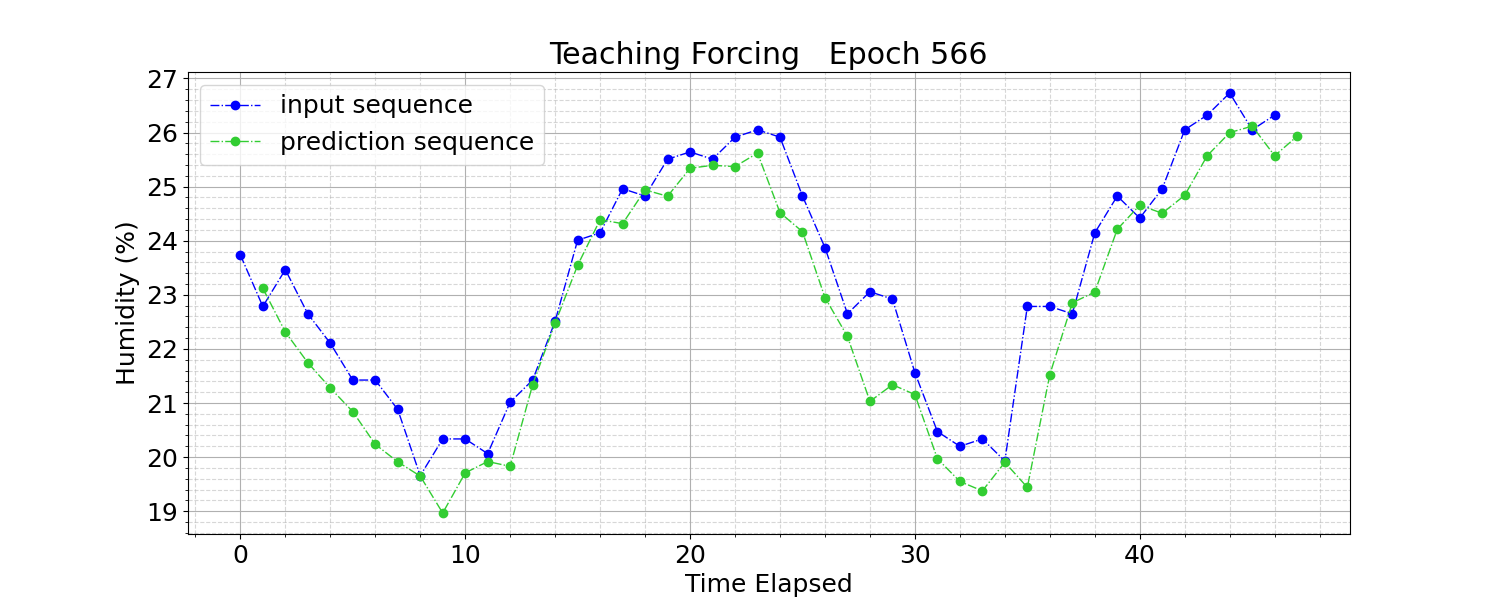 Teaching Forcing   Epoch 566
27
26
25
24
23
22
21
20
19
Humidity (%)
input sequence
prediction sequence
0 10 20 30 40
Time Elapsed